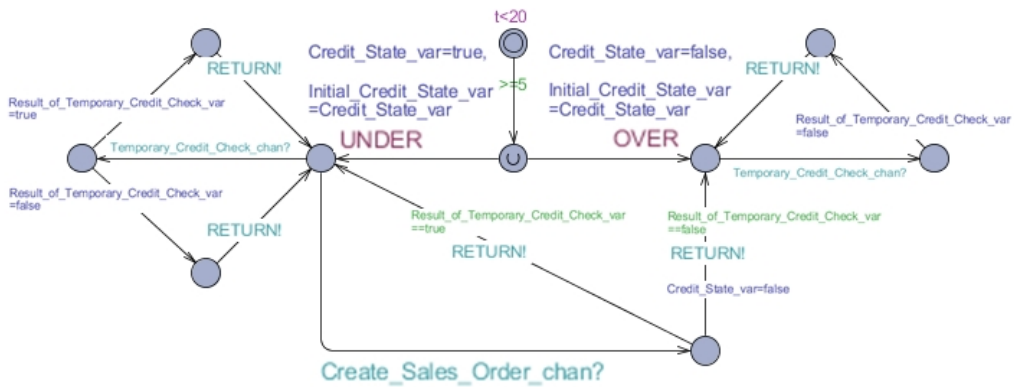 t<20
Credit_State_var=true,
Initial_Credit_State_var
=Credit_State_var
>=5
Credit_State_var=false,
Initial_Credit_State_var
=Credit_State_var
RETURN!
RETURN!
Result_of_Temporary_Credit_Check_var
=true
Result_of_Temporary_Credit_Check_var
=false
UNDER
OVER
Temporary_Credit_Check_chan?
Temporary_Credit_Check_chan?
Result_of_Temporary_Credit_Check_var
=false
RETURN!
Result_of_Temporary_Credit_Check_var
==true
RETURN!
Result_of_Temporary_Credit_Check_var
==false
RETURN!
Credit_State_var=false
Create_Sales_Order_chan?
U